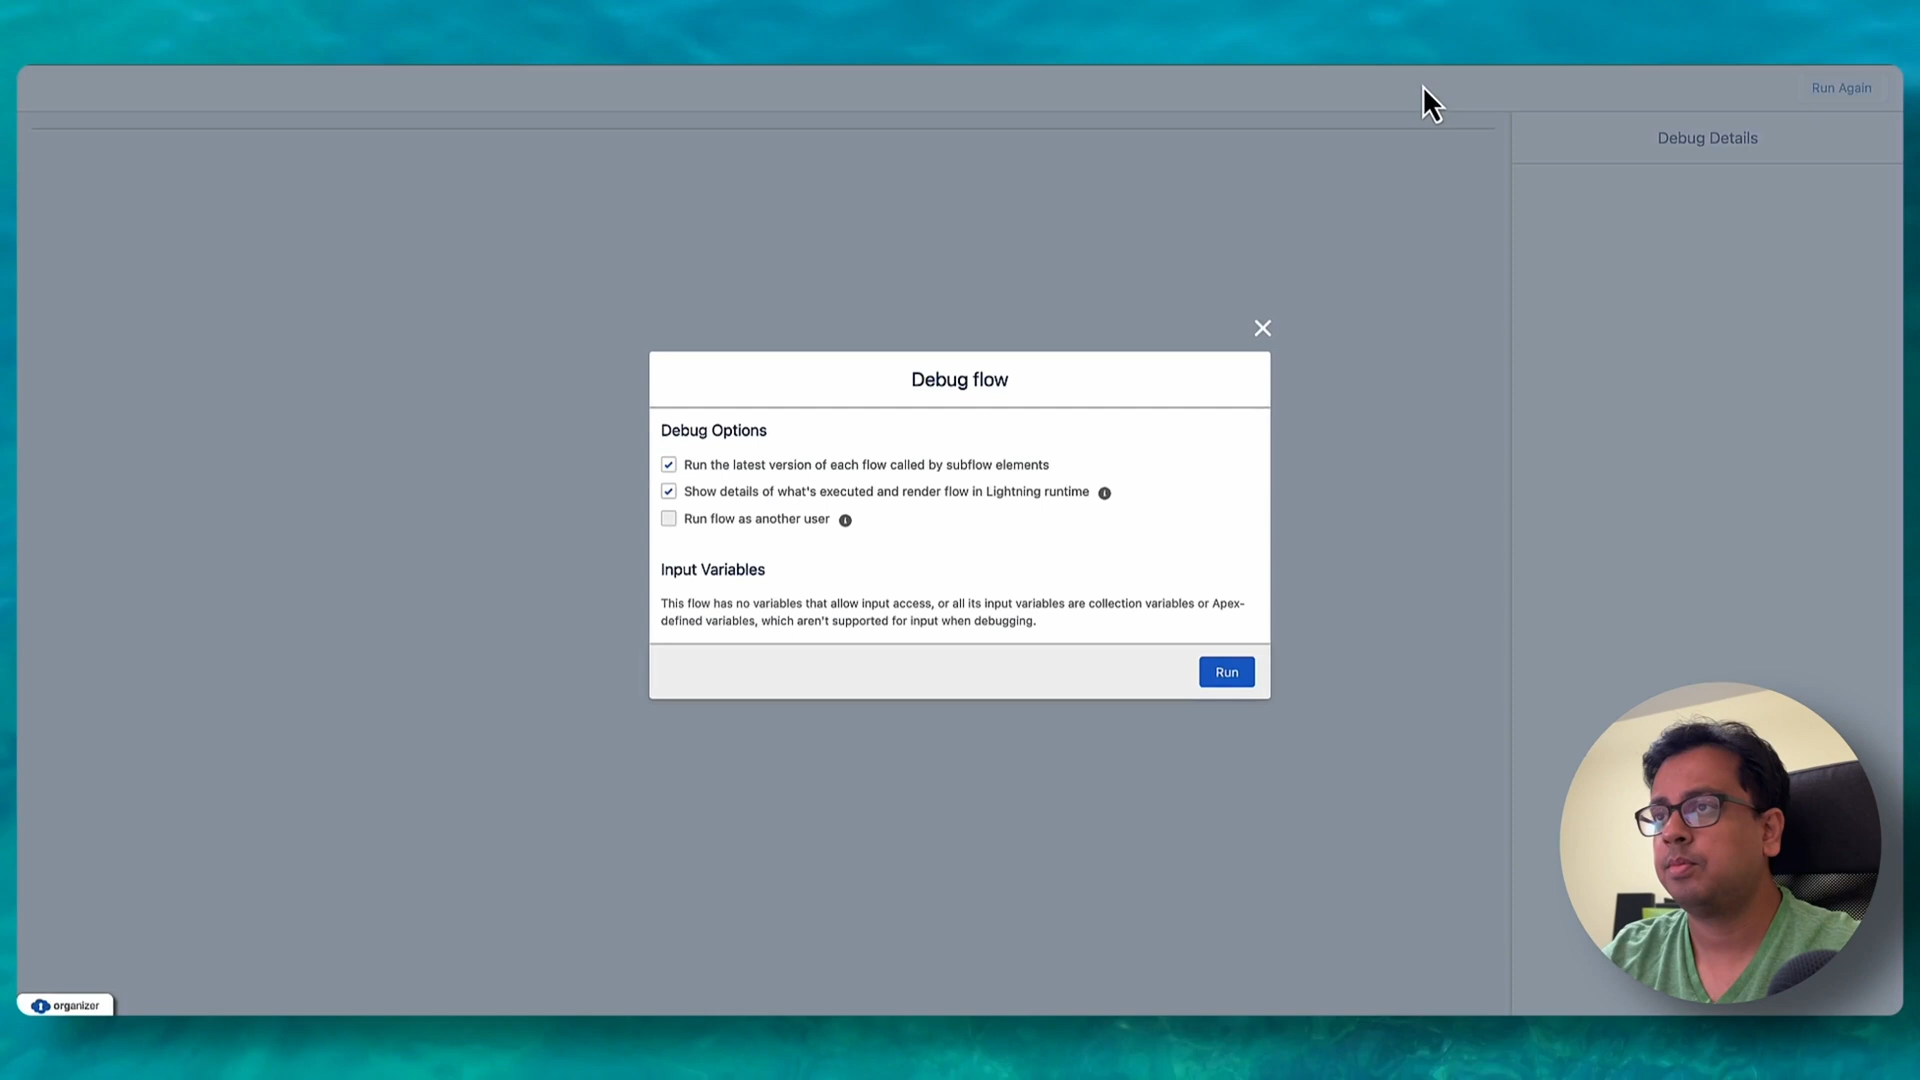 Run Again
Debug Details
Debug flow
Debug Options
Run the latest version of each flow called by subflow elements
Show details of what's executed and render flow in Lightning runtime
Run flow as another user
Input Variables
This flow has no variables that allow input access, or all its input variables are collection variables or Apex-
defined variables, which aren't supported for input when debugging.
Run
organizer